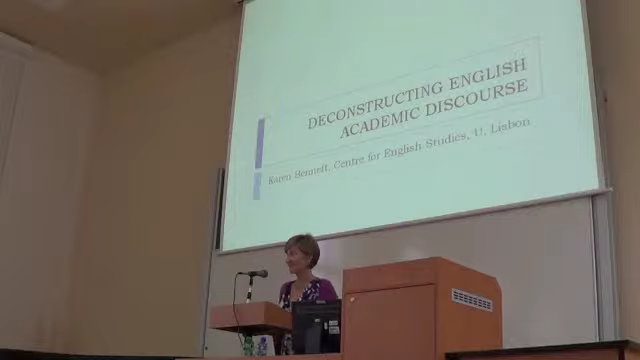 DECONSTRUCTING ENGLISH
ACADEMIC DISCOURSE
Karen Bennett, Centre for English Studies, U. Lisbon